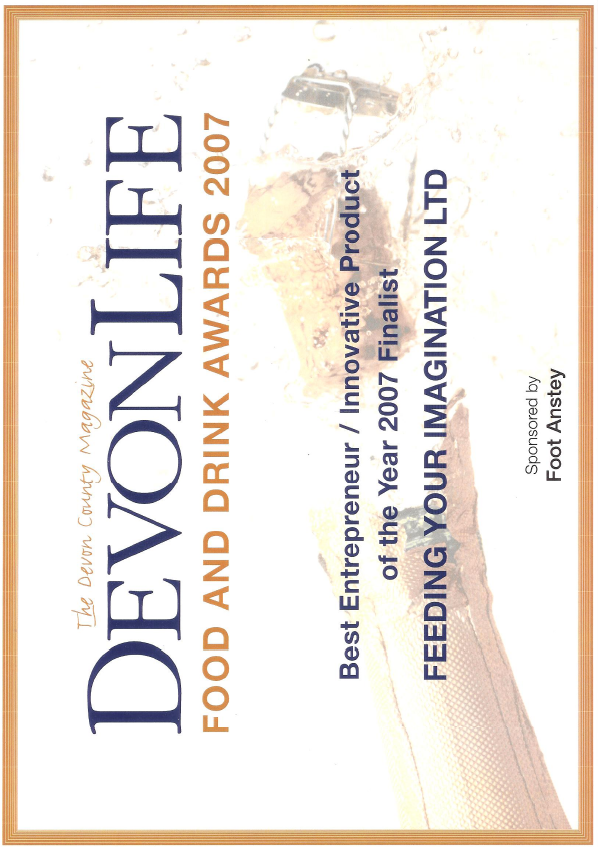 The Devon County Magazine
DEVON LIFE
FOOD AND DRINK AWARDS 2007
Best Entrepreneur / Innovative Product
of the Year 2007 Finalist
FEEDING YOUR IMAGINATION LTD
Sponsored by
Foot Anstey